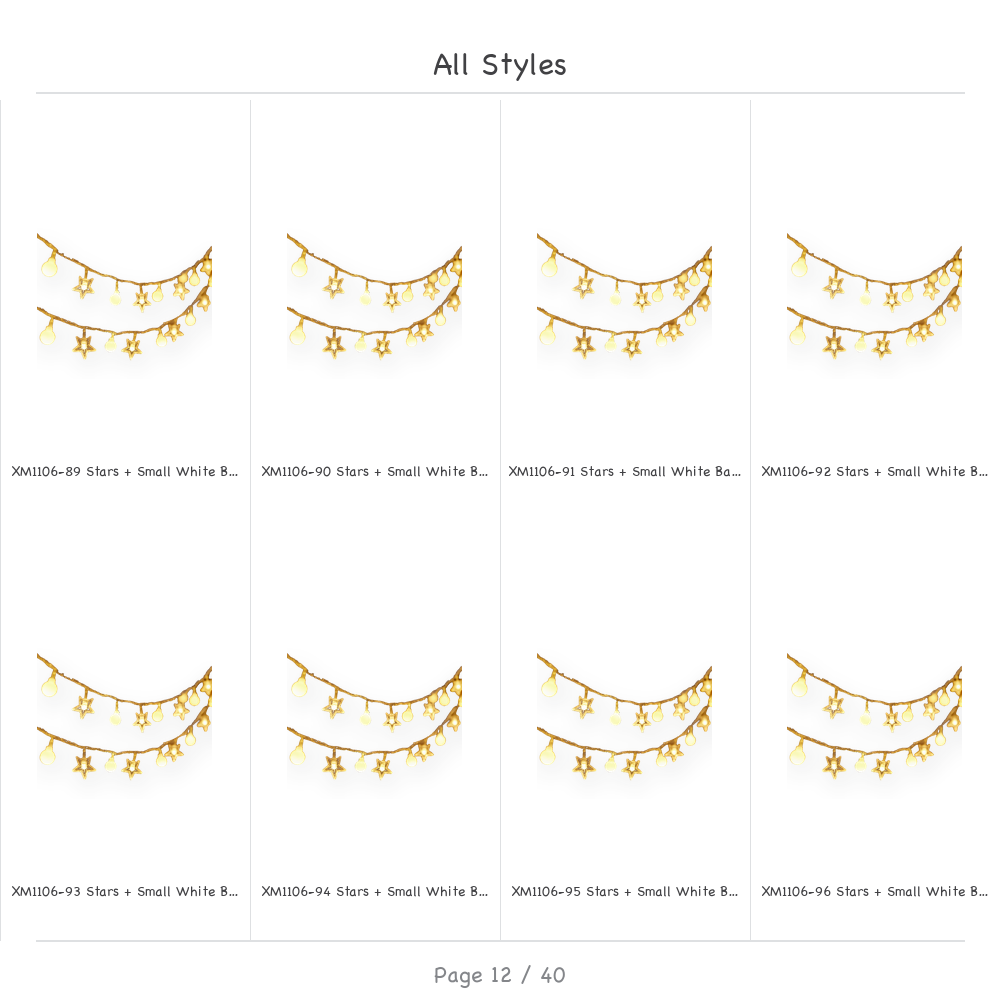 All Styles
XM1106-89 Stars + Small White B...
XM1106-90 Stars + Small White B...
XM1106-91 Stars + Small White Ba...
XM1106-92 Stars + Small White B...
XM1106-93 Stars + Small White B...
XM1106-94 Stars + Small White B...
XM1106-95 Stars + Small White B...
XM1106-96 Stars + Small White B...
Page 12 / 40